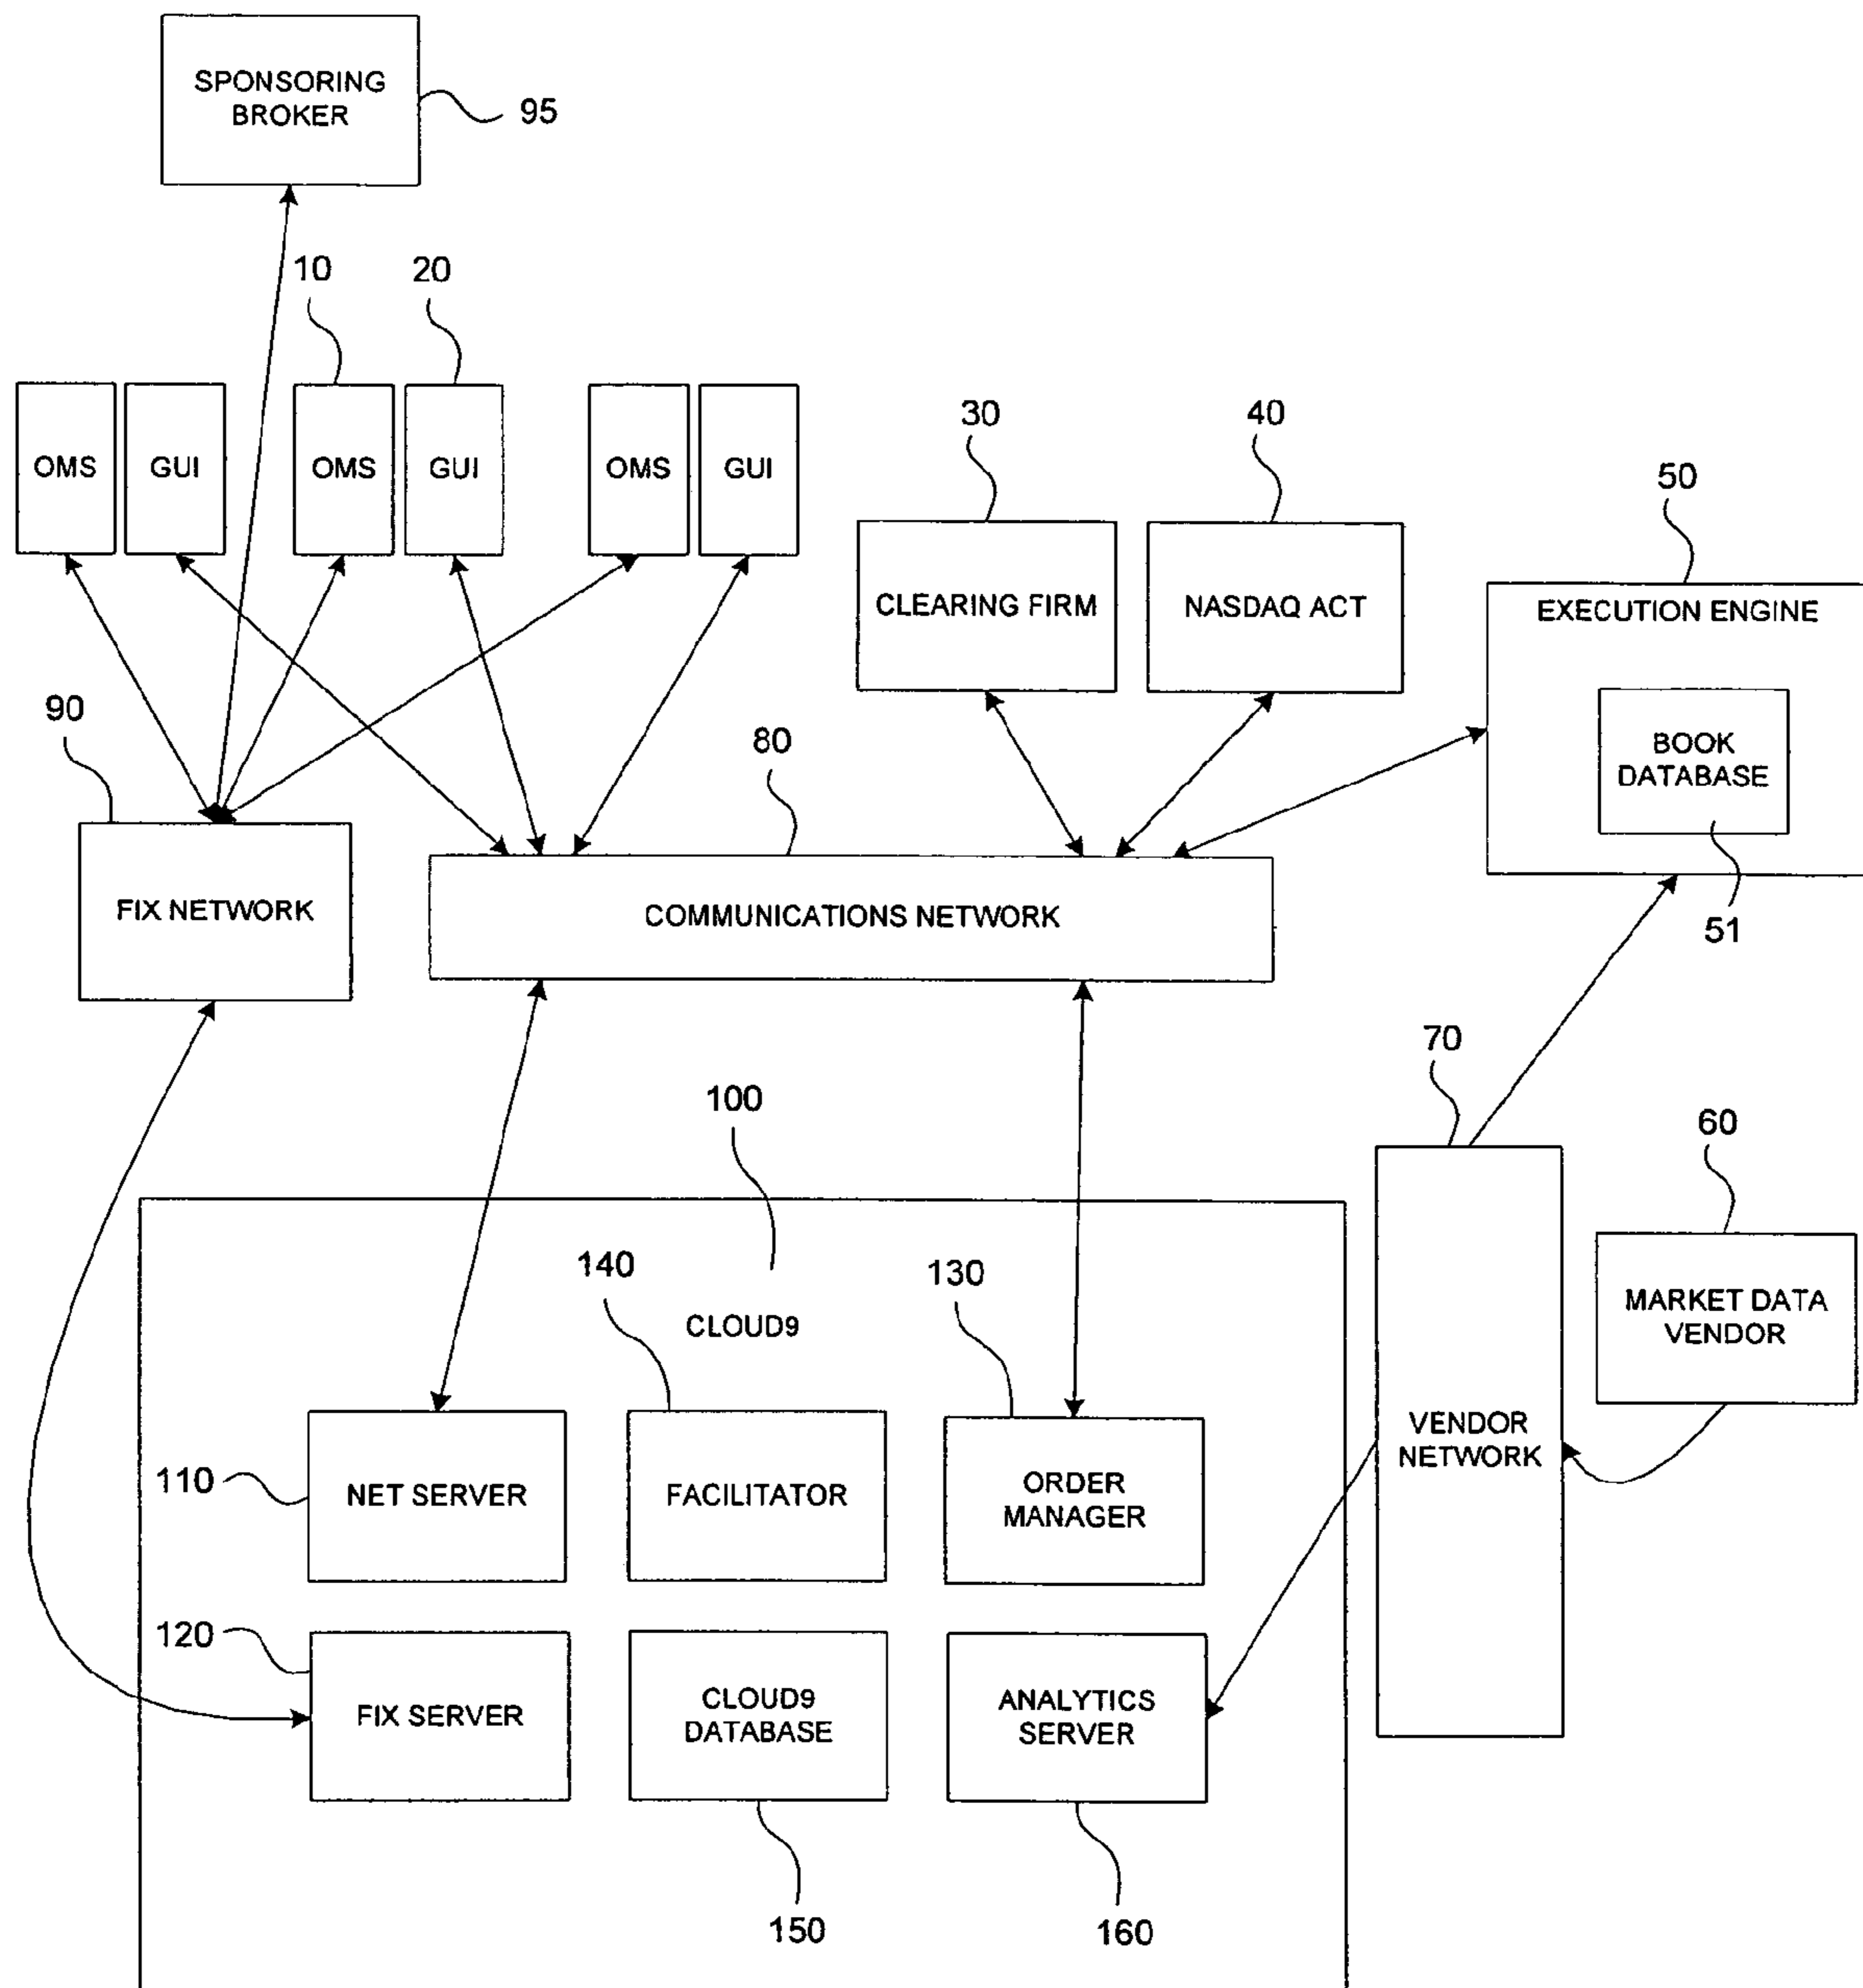 SPONSORING
BROKER
95
10
20
OMS
GUI
OMS
GUI
OMS
GUI
30
40
50
CLEARING FIRM
NASDAQ ACT
EXECUTION ENGINE
BOOK
DATABASE
51
90
80
FIX NETWORK
COMMUNICATIONS NETWORK
70
60
100
140
130
CLOUD9
MARKET DATA
VENDOR
VENDOR
NETWORK
110
NET SERVER
FACILITATOR
ORDER
MANAGER
120
FIX SERVER
CLOUD9
DATABASE
ANALYTICS
SERVER
150
160